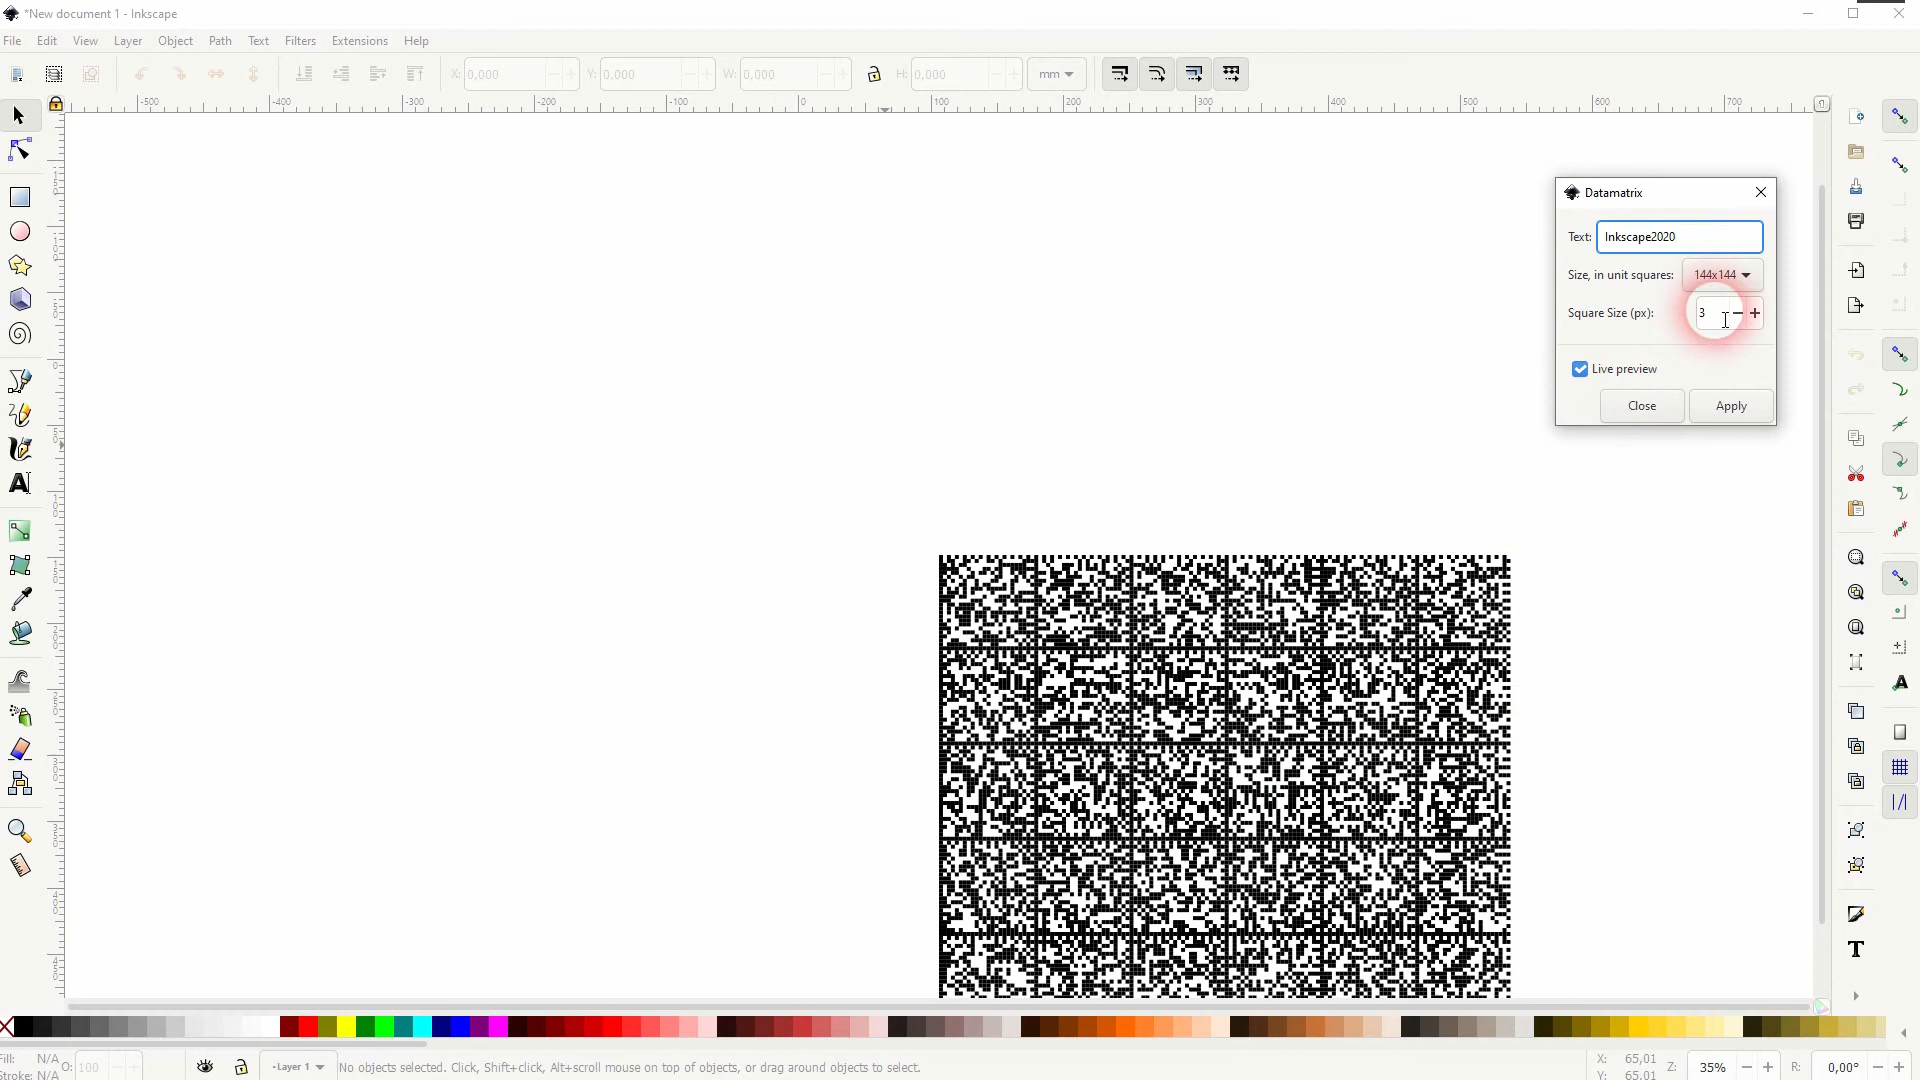 *New document 1 - Inkscape
File Edit View Layer Object Path Text Filters Extensions Help
X: 0,000 Y: 0,000 W: 0,000 H: 0,000 mm
-500 -400 -300 -200 -100 0 100 200 300 400 500 600 700
Datamatrix
Text: Inkscape2020
Size, in unit squares: 144x144
Square Size (px): 3
Live preview
Close Apply
Fill: N/A
Stroke: N/A
O: 100
-Layer 1
No objects selected. Click, Shift+click, Alt+scroll mouse on top of objects, or drag around objects to select.
X: 65,01
Y: 65,01
Z: 35% R: 0,00°